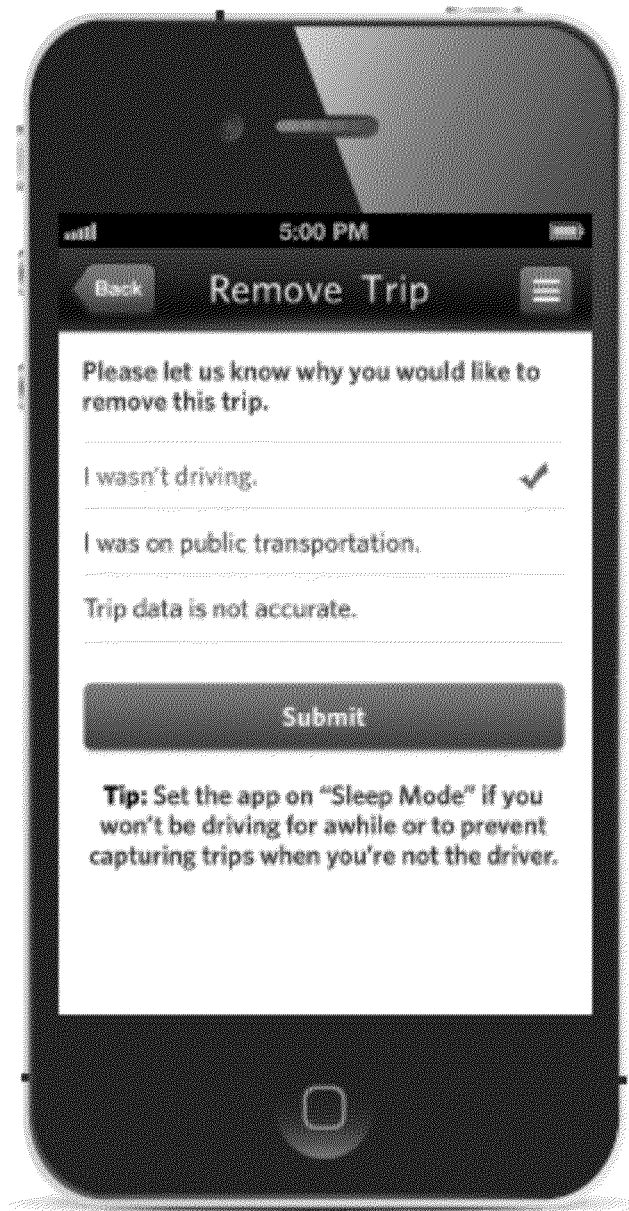 5:00 PM
Back
Remove Trip
Please let us know why you would like to
remove this trip.
I wasn't driving.
I was on public transportation.
Trip data is not accurate.
Submit
Tip: Set the app on “Sleep Mode” if you
won't be driving for awhile or to prevent
capturing trips when you're not the driver.